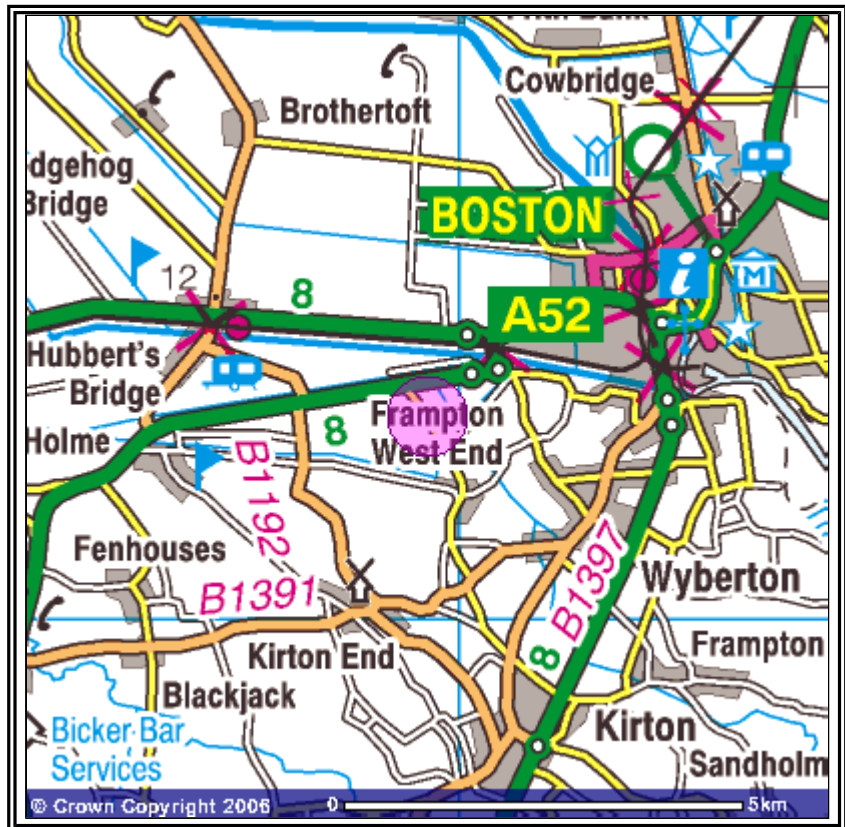 Cowbridge
Brothertoft
dgehog
Bridge
BOSTON
12
8
i
M
A52
Hubbert's
Bridge
8
Frampton
West End
Holme
B1192
Fenhouses
B1391
B1397
Wyberton
8
Kirton End
Frampton
Blackjack
Kirton
Bicker Bar
Services
Sandholm
© Crown Copyright 2006 0 5km